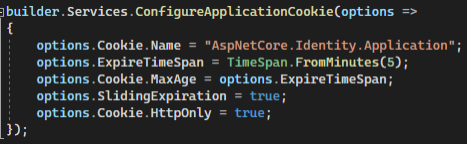 builder.Services.ConfigureApplicationCookie(options =>
{
    options.Cookie.Name = "AspNetCore.Identity.Application";
    options.ExpireTimeSpan = TimeSpan.FromMinutes(5);
    options.Cookie.MaxAge = options.ExpireTimeSpan;
    options.SlidingExpiration = true;
    options.Cookie.HttpOnly = true;
});